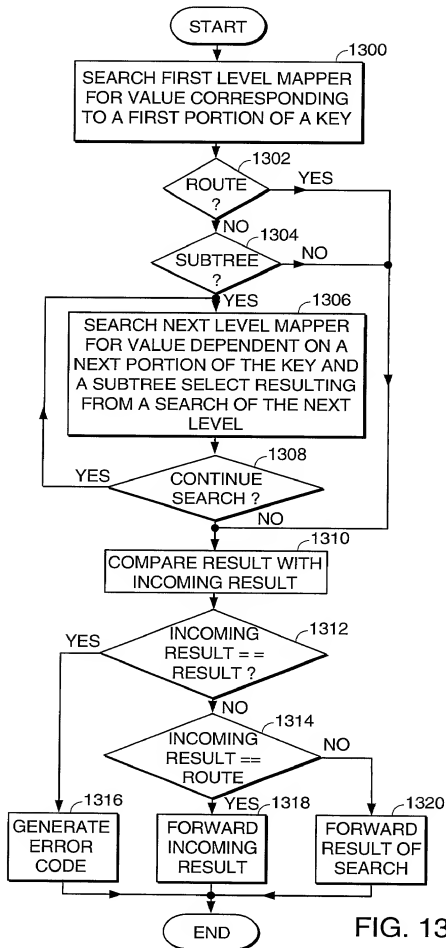 START
1300
SEARCH FIRST LEVEL MAPPER
FOR VALUE CORRESPONDING
TO A FIRST PORTION OF A KEY
1302
ROUTE
?
YES
NO
1304
SUBTREE
?
NO
YES
1306
SEARCH NEXT LEVEL MAPPER
FOR VALUE DEPENDENT ON A
NEXT PORTION OF THE KEY AND
A SUBTREE SELECT RESULTING
FROM A SEARCH OF THE NEXT
LEVEL
1308
YES
CONTINUE
SEARCH ?
NO
1310
COMPARE RESULT WITH
INCOMING RESULT
1312
YES
INCOMING
RESULT = =
RESULT ?
NO
1314
INCOMING
RESULT = =
ROUTE
NO
YES
1316
GENERATE
ERROR
CODE
1318
FORWARD
INCOMING
RESULT
1320
FORWARD
RESULT OF
SEARCH
END
FIG. 13